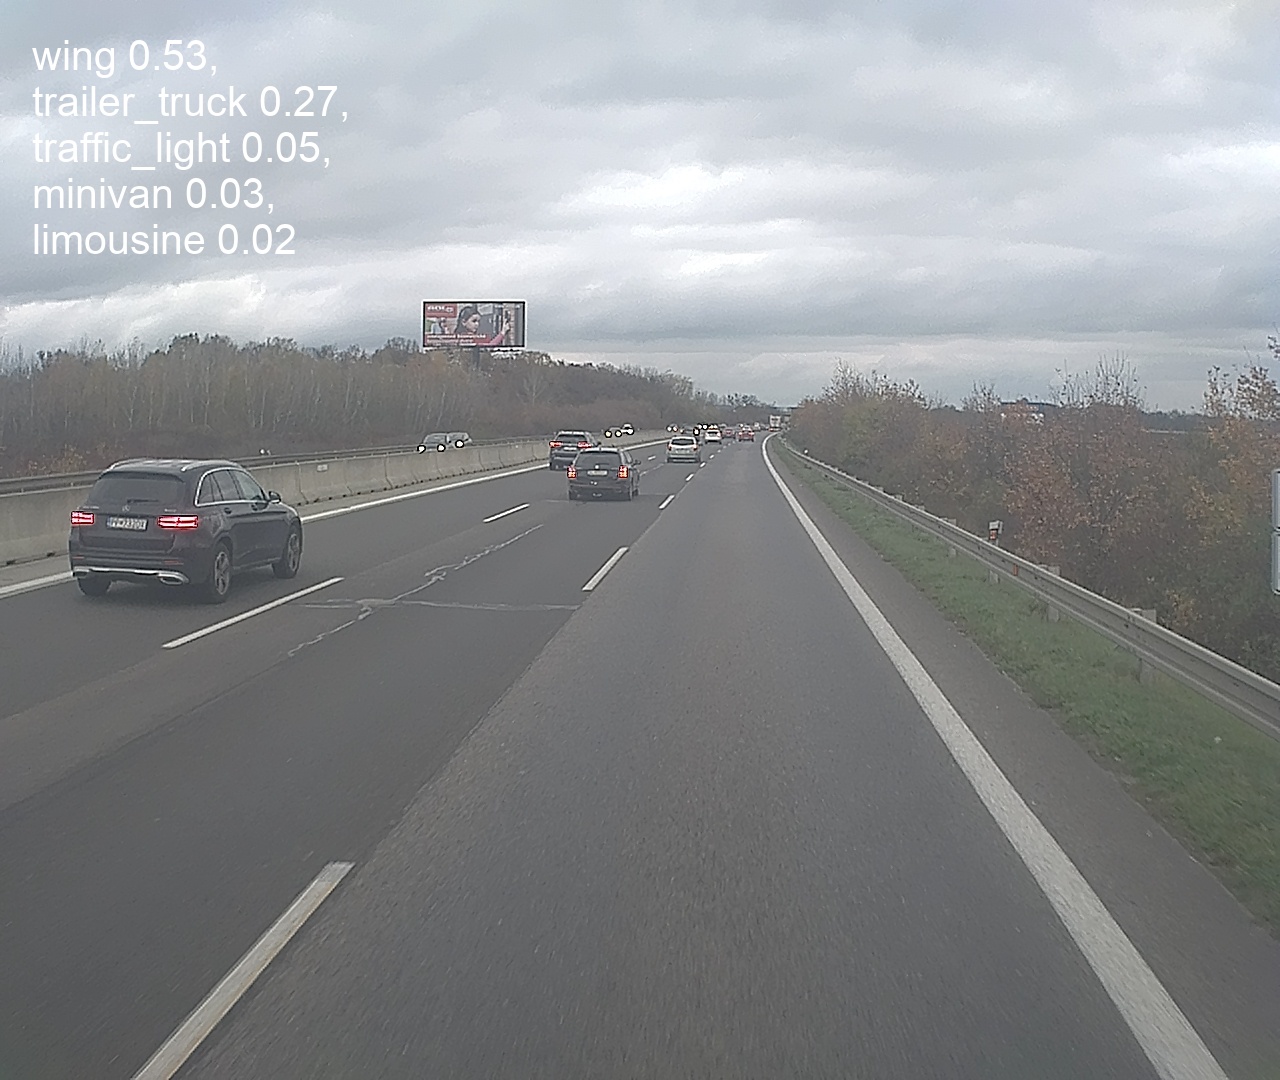 wing 0.53,
trailer_truck 0.27,
traffic_light 0.05,
minivan 0.03,
limousine 0.02